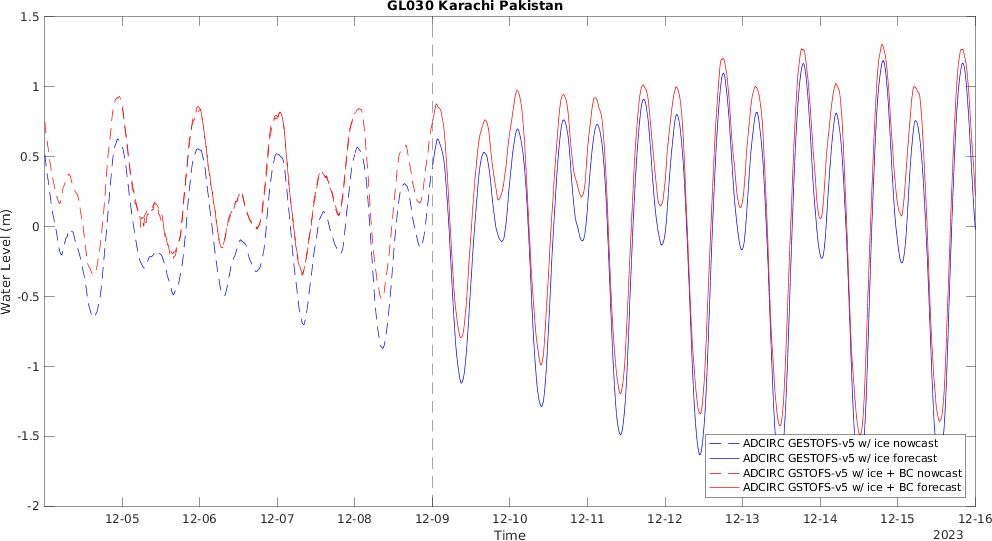 GL030 Karachi Pakistan
1.5
1
0.5
0
-0.5
-1
-1.5
-2
Water Level (m)
12-05 12-06 12-07 12-08 12-09 12-10 12-11 12-12 12-13 12-14 12-15 12-16
Time
2023
ADCIRC GESTOFS-v5 w/ ice nowcast
ADCIRC GESTOFS-v5 w/ ice forecast
ADCIRC GSTOFS-v5 w/ ice + BC nowcast
ADCIRC GSTOFS-v5 w/ ice + BC forecast